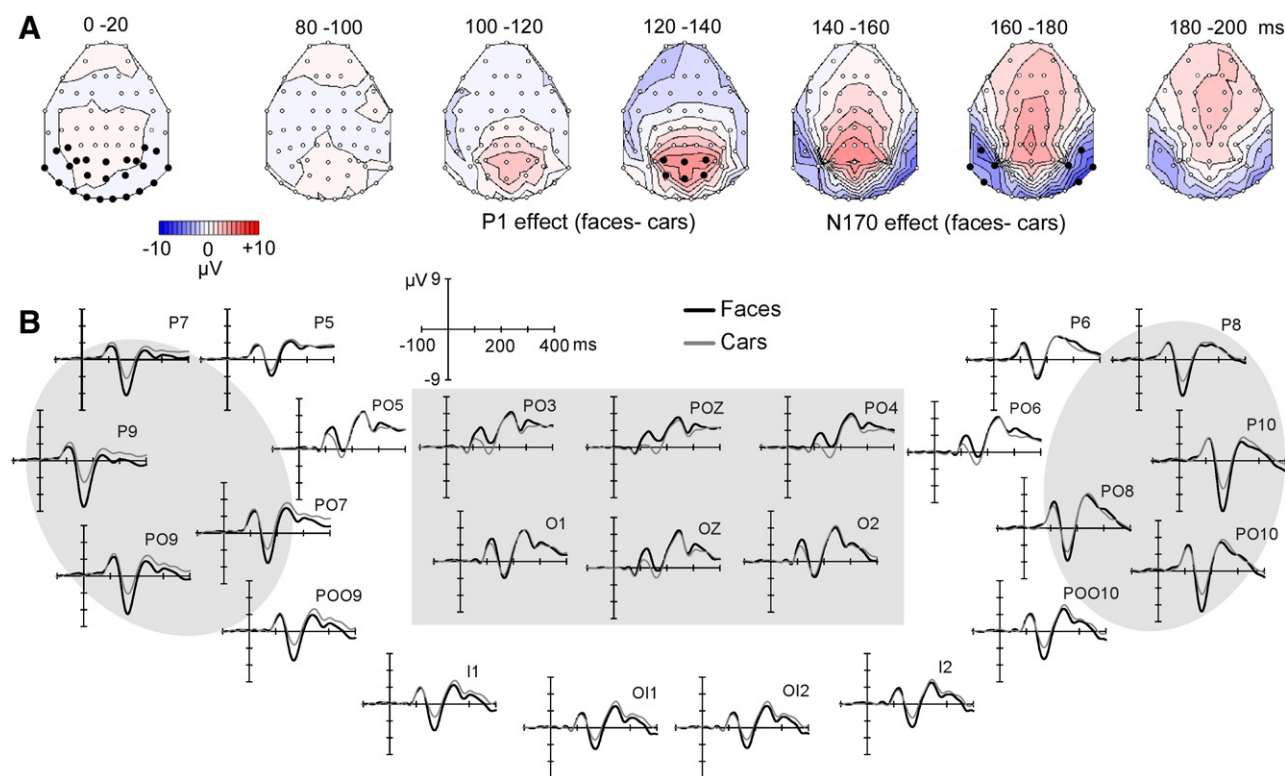 A
0 -20
80 -100
100 -120
120 -140
140 -160
160 -180
180 -200 ms
P1 effect (faces- cars)
N170 effect (faces- cars)
-10 0 +10
µV
B
µV 9
-9
-100
200 400 ms
Faces
Cars
P7
P5
P6
P8
P9
PO5
PO3
POZ
PO4
PO6
P10
PO7
PO8
PO9
O1
OZ
O2
PO10
POO9
POO10
I1
OI1
OI2
I2